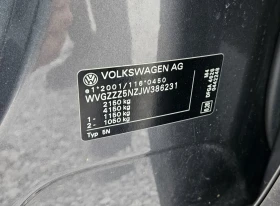 VOLKSWAGEN AG
e1*2001/116*0450
WVGZZZ5NZJW386231
2150 kg
4150 kg
1- 1150 kg
2- 1050 kg
Typ 5N